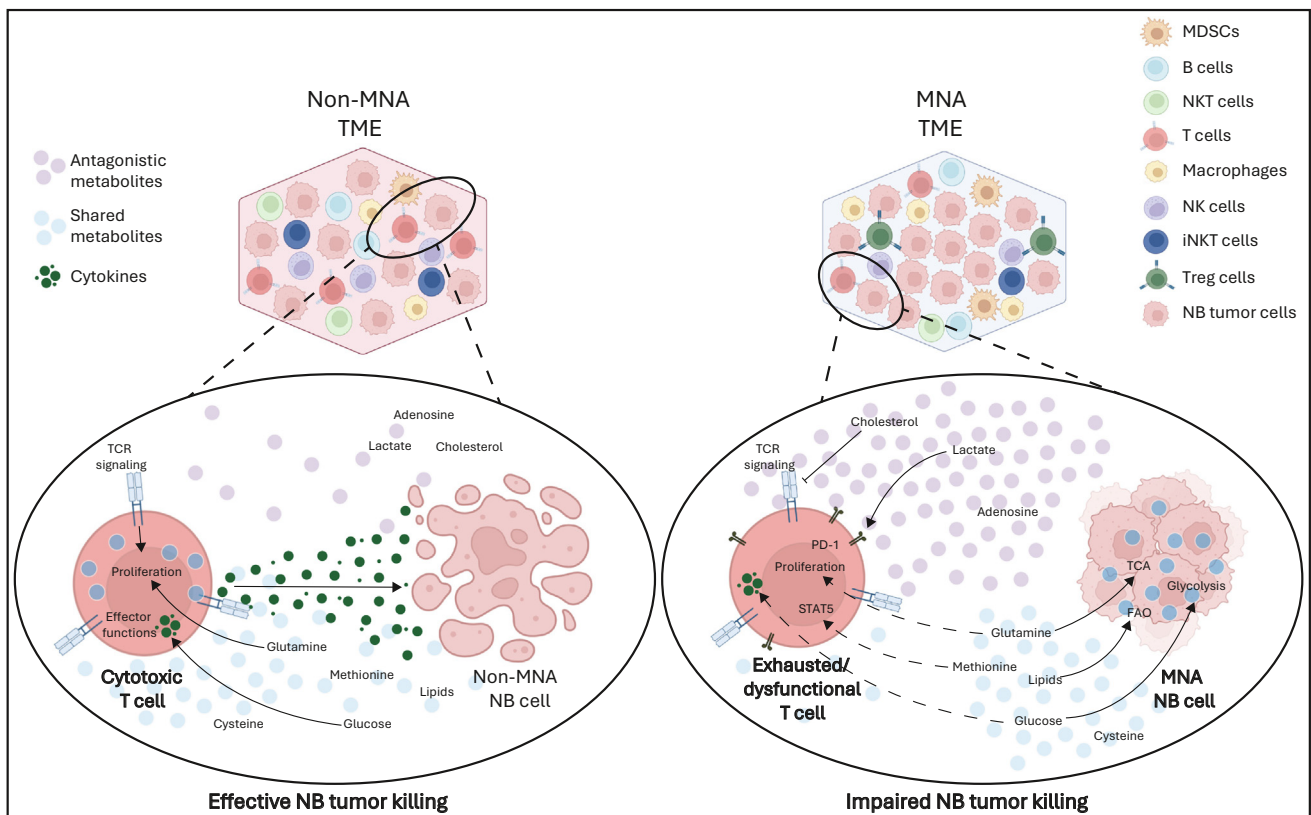 Non-MNA
TME
MNA
TME
MDSCs
B cells
NKT cells
T cells
Macrophages
NK cells
iNKT cells
Treg cells
NB tumor cells
Antagonistic
metabolites
Shared
metabolites
Cytokines
Adenosine
Lactate
Cholesterol
TCR
signaling
Proliferation
Effector
functions
Glutamine
Methionine
Lipids
Cysteine
Glucose
Cytotoxic
T cell
Non-MNA
NB cell
Effective NB tumor killing
Cholesterol
TCR
signaling
Lactate
Adenosine
PD-1
Proliferation
STAT5
TCA
Glycolysis
FAO
Glutamine
Methionine
Lipids
Glucose
Cysteine
Exhausted/
dysfunctional
T cell
MNA
NB cell
Impaired NB tumor killing